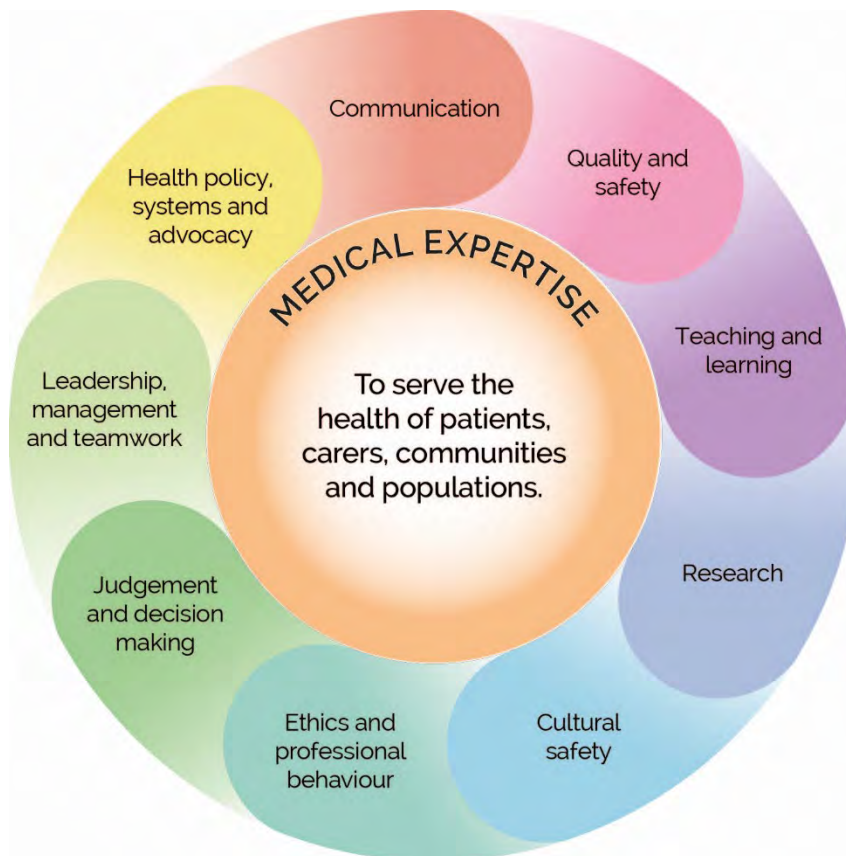 Communication
Quality and
safety
Teaching and
learning
Research
Cultural
safety
Ethics and
professional
behaviour
Judgement
and decision
making
Leadership,
management
and teamwork
Health policy,
systems and
advocacy
MEDICAL EXPERTISE
To serve the
health of patients,
carers, communities
and populations.